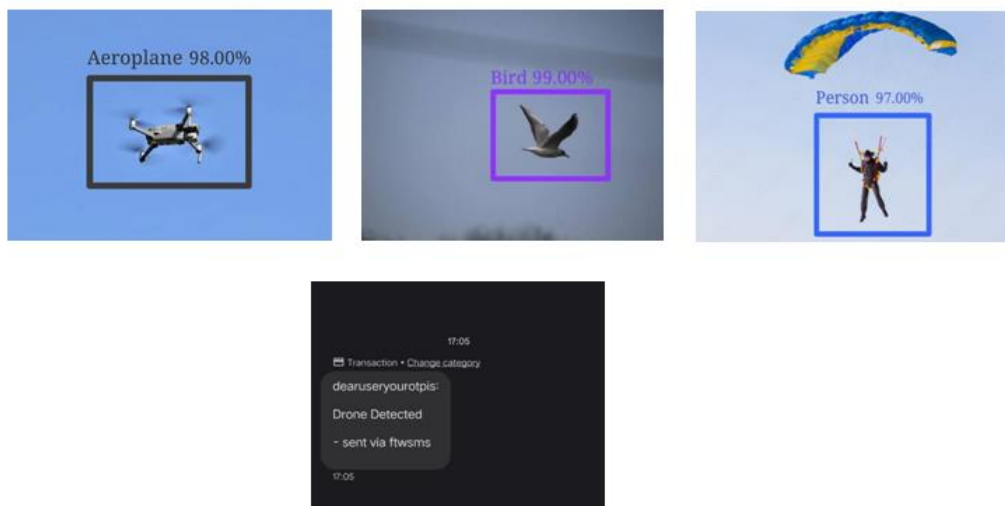 Aeroplane 98.00%
Bird 99.00%
Person 97.00%
17:05
Transaction • Change category
dearuseryourotpis:
Drone Detected
- sent via ftwsms
17:05